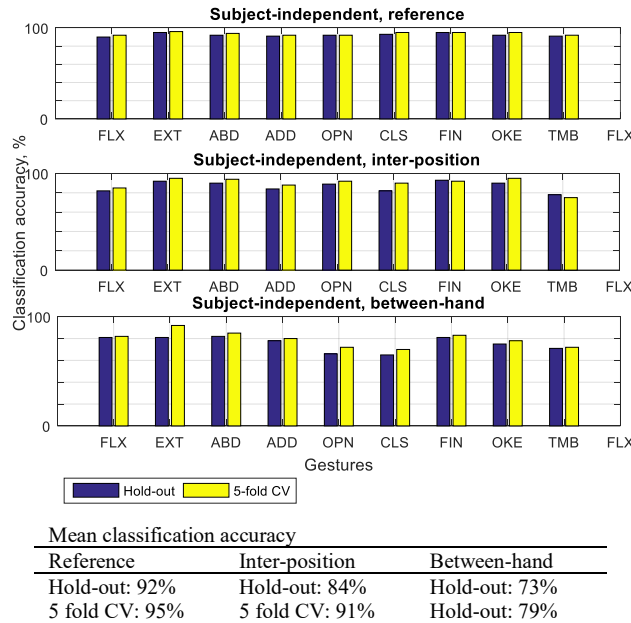 Subject-independent, reference
100
0
FLX EXT ABD ADD OPN CLS FIN OKE TMB FLX
Subject-independent, inter-position
100
0
FLX EXT ABD ADD OPN CLS FIN OKE TMB FLX
Subject-independent, between-hand
100
0
FLX EXT ABD ADD OPN CLS FIN OKE TMB FLX
Classification accuracy, %
Gestures
Hold-out 5-fold CV
Mean classification accuracy
Reference Inter-position Between-hand
Hold-out: 92% Hold-out: 84% Hold-out: 73%
5 fold CV: 95% 5 fold CV: 91% Hold-out: 79%